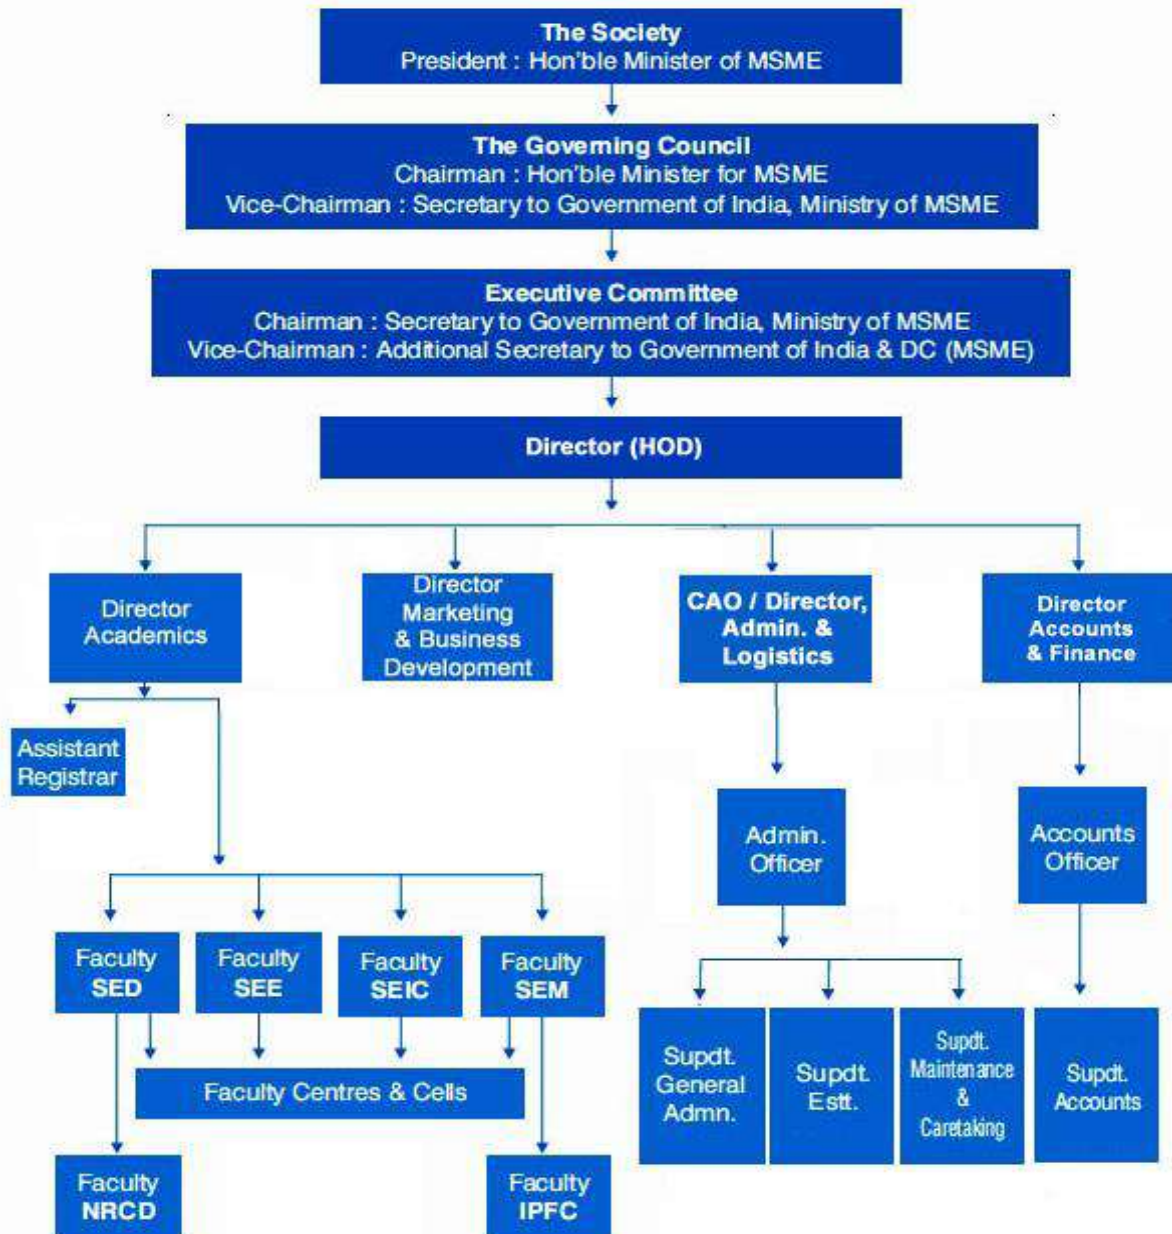 The Society
President : Hon'ble Minister of MSME
The Governing Council
Chairman : Hon'ble Minister for MSME
Vice-Chairman : Secretary to Government of India, Ministry of MSME
Executive Committee
Chairman : Secretary to Government of India, Ministry of MSME
Vice-Chairman : Additional Secretary to Government of India & DC (MSME)
Director (HOD)
Director
Academics
Director
Marketing
& Business
Development
CAO / Director,
Admin. &
Logistics
Director
Accounts
& Finance
Assistant
Registrar
Admin.
Officer
Accounts
Officer
Faculty
SED
Faculty
SEE
Faculty
SEIC
Faculty
SEM
Faculty Centres & Cells
Supdt.
General
Admn.
Supdt.
Estt.
Supdt.
Maintenance
&
Caretaking
Supdt.
Accounts
Faculty
NRCD
Faculty
IPFC